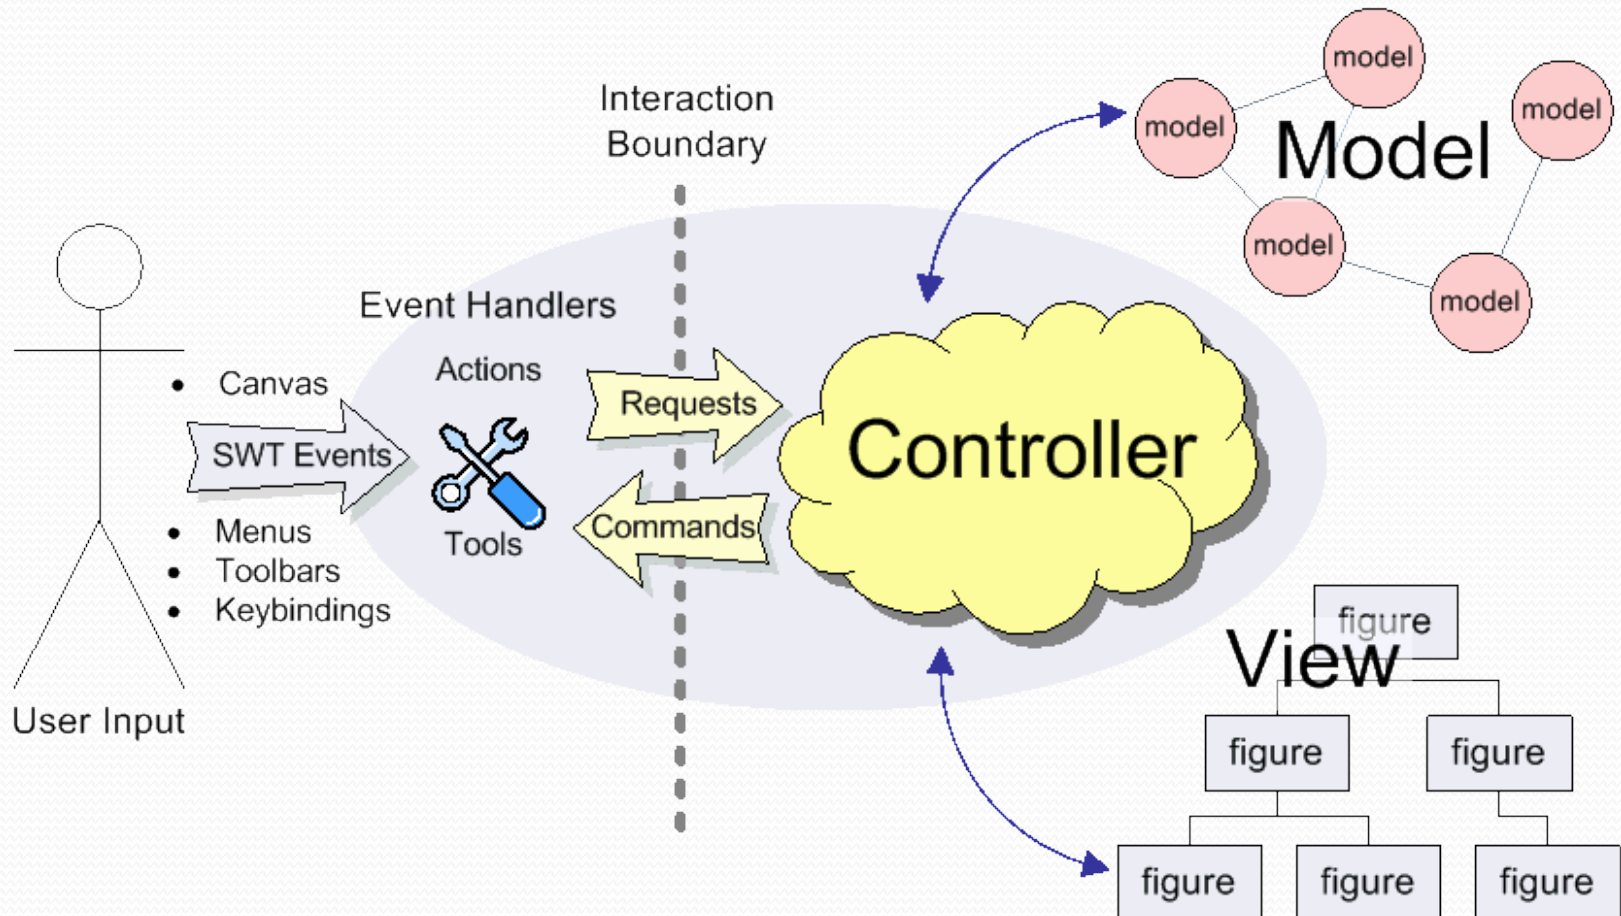 Interaction
Boundary
Event Handlers
Actions
Tools
Canvas
SWT Events
Menus
Toolbars
Keybindings
User Input
Requests
Commands
Controller
model
model
model
Model
model
model
figure
View
figure
figure
figure
figure
figure